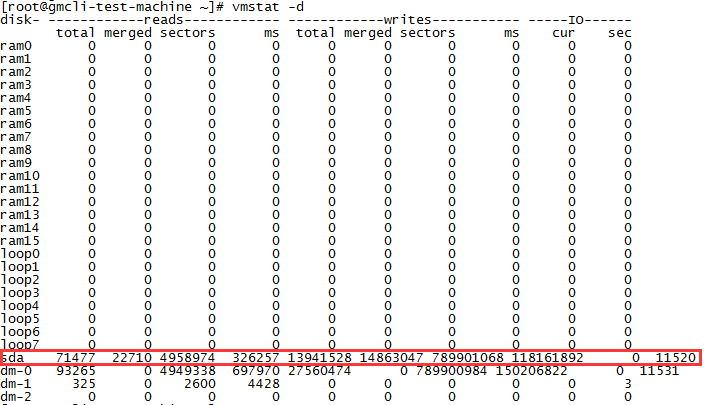 [root@gmcli-test-machine ~]# vmstat -d
disk- ------------reads------------ ------------writes----------- -----IO------
total merged sectors ms total merged sectors ms cur sec
ram0 0 0 0 0 0 0 0 0 0 0
ram1 0 0 0 0 0 0 0 0 0 0
ram2 0 0 0 0 0 0 0 0 0 0
ram3 0 0 0 0 0 0 0 0 0 0
ram4 0 0 0 0 0 0 0 0 0 0
ram5 0 0 0 0 0 0 0 0 0 0
ram6 0 0 0 0 0 0 0 0 0 0
ram7 0 0 0 0 0 0 0 0 0 0
ram8 0 0 0 0 0 0 0 0 0 0
ram9 0 0 0 0 0 0 0 0 0 0
ram10 0 0 0 0 0 0 0 0 0 0
ram11 0 0 0 0 0 0 0 0 0 0
ram12 0 0 0 0 0 0 0 0 0 0
ram13 0 0 0 0 0 0 0 0 0 0
ram14 0 0 0 0 0 0 0 0 0 0
ram15 0 0 0 0 0 0 0 0 0 0
loop0 0 0 0 0 0 0 0 0 0 0
loop1 0 0 0 0 0 0 0 0 0 0
loop2 0 0 0 0 0 0 0 0 0 0
loop3 0 0 0 0 0 0 0 0 0 0
loop4 0 0 0 0 0 0 0 0 0 0
loop5 0 0 0 0 0 0 0 0 0 0
loop6 0 0 0 0 0 0 0 0 0 0
loop7 0 0 0 0 0 0 0 0 0 0
sda 71477 22710 4958974 326257 13941528 14863047 789901068 118161892 0 11520
dm-0 93265 0 4949338 697970 27560474 0 789900984 150206822 0 11531
dm-1 325 0 2600 4428 0 0 0 0 0 3
dm-2 0 0 0 0 0 0 0 0 0 0